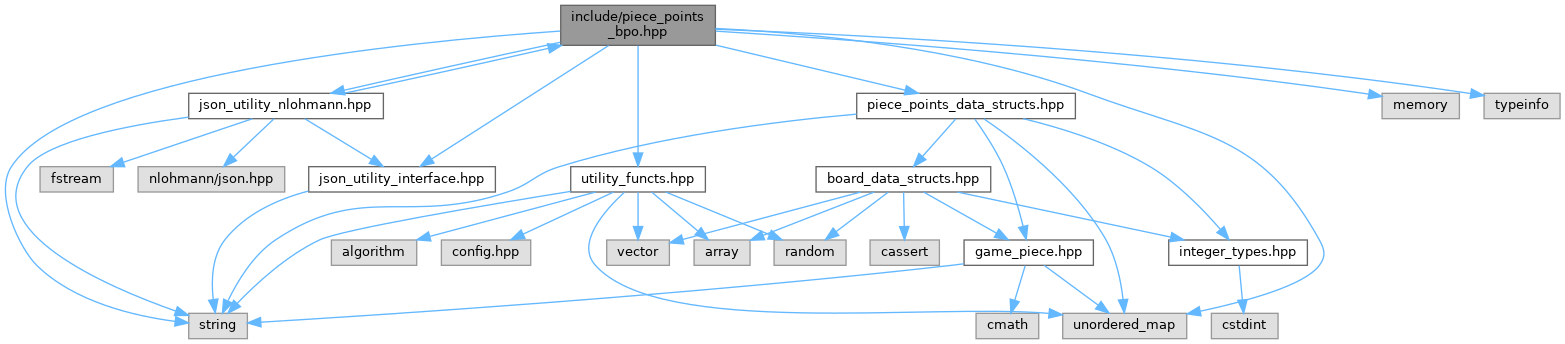 include/piece_points
_bpo.hpp
json_utility_nlohmann.hpp
piece_points_data_structs.hpp
memory
typeinfo
fstream
nlohmann/json.hpp
json_utility_interface.hpp
utility_functs.hpp
board_data_structs.hpp
algorithm
config.hpp
vector
array
random
cassert
game_piece.hpp
integer_types.hpp
string
cmath
unordered_map
cstdint